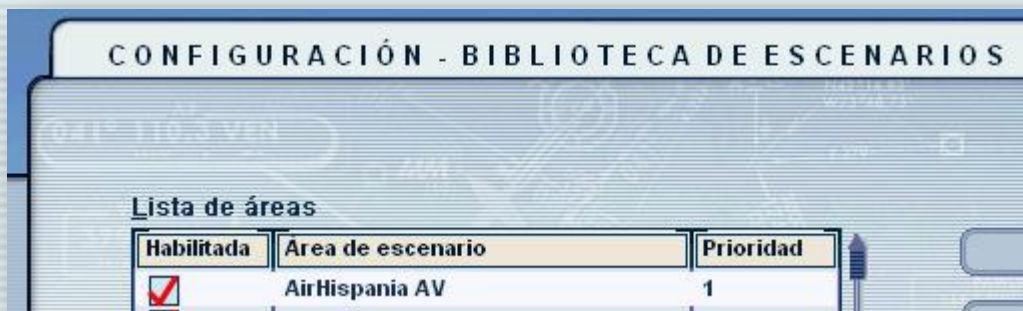 CONFIGURACIÓN - BIBLIOTECA DE ESCENARIOS
Lista de áreas
Habilitada Área de escenario Prioridad
AirHispania AV 1